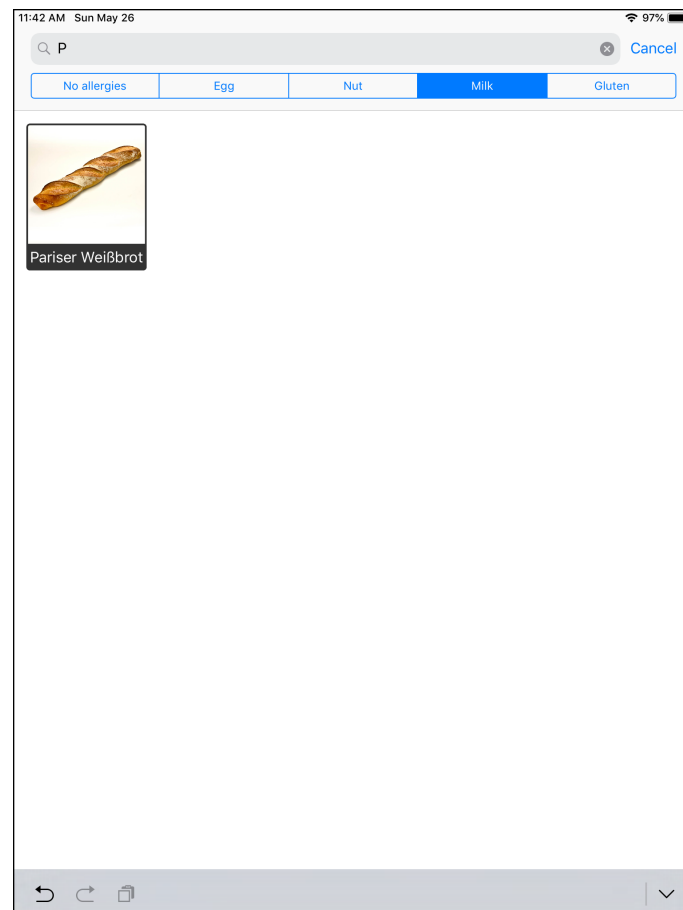 11:42 AM Sun May 26 97%
P Cancel
No allergies Egg Nut Milk Gluten
Pariser Weißbrot